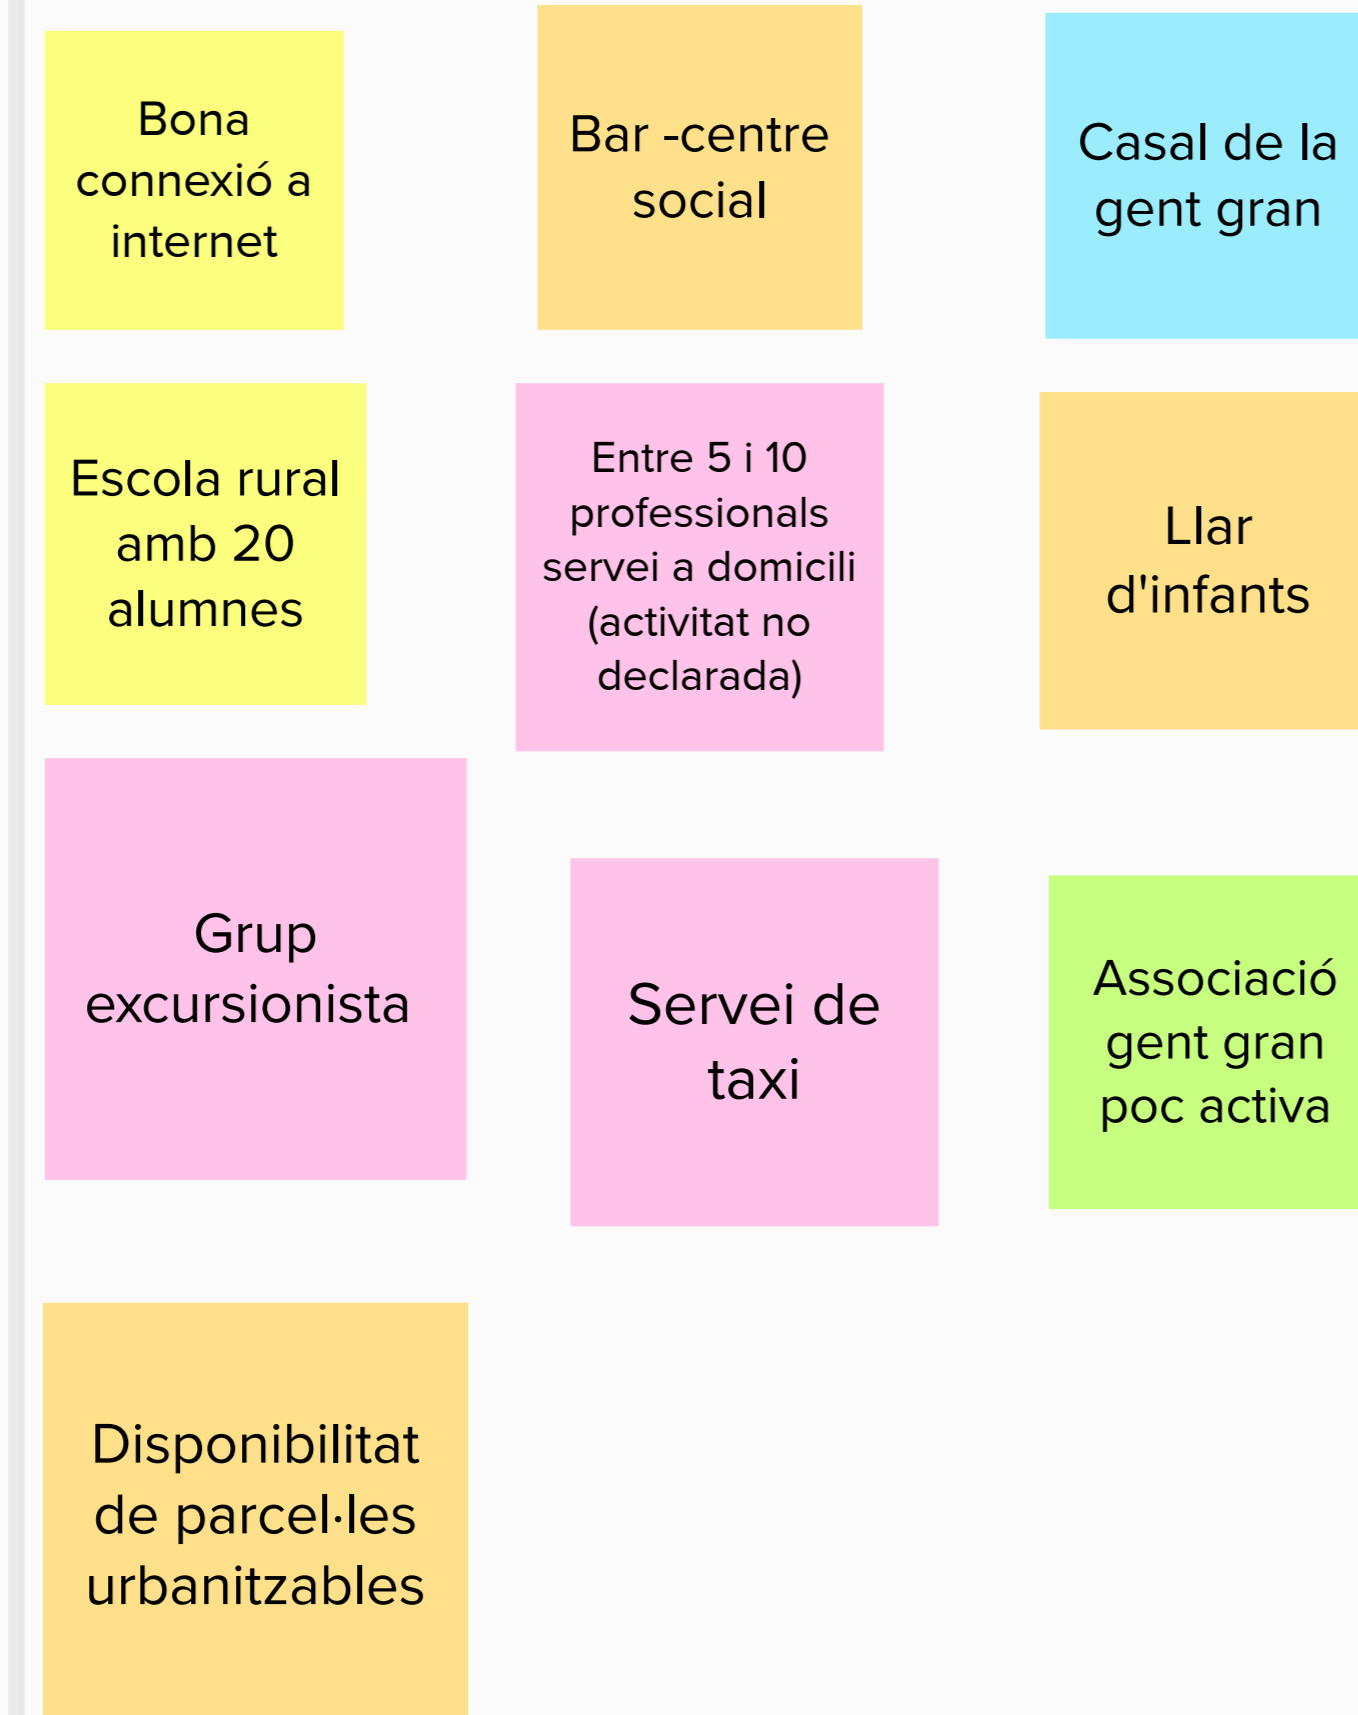 Bona
connexió a
internet
Bar -centre
social
Casal de la
gent gran
Escola rural
amb 20
alumnes
Entre 5 i 10
professionals
servei a domicili
(activitat no
declarada)
Llar
d'infants
Grup
excursionista
Servei de
taxi
Associació
gent gran
poc activa
Disponibilitat
de parcel·les
urbanitzables